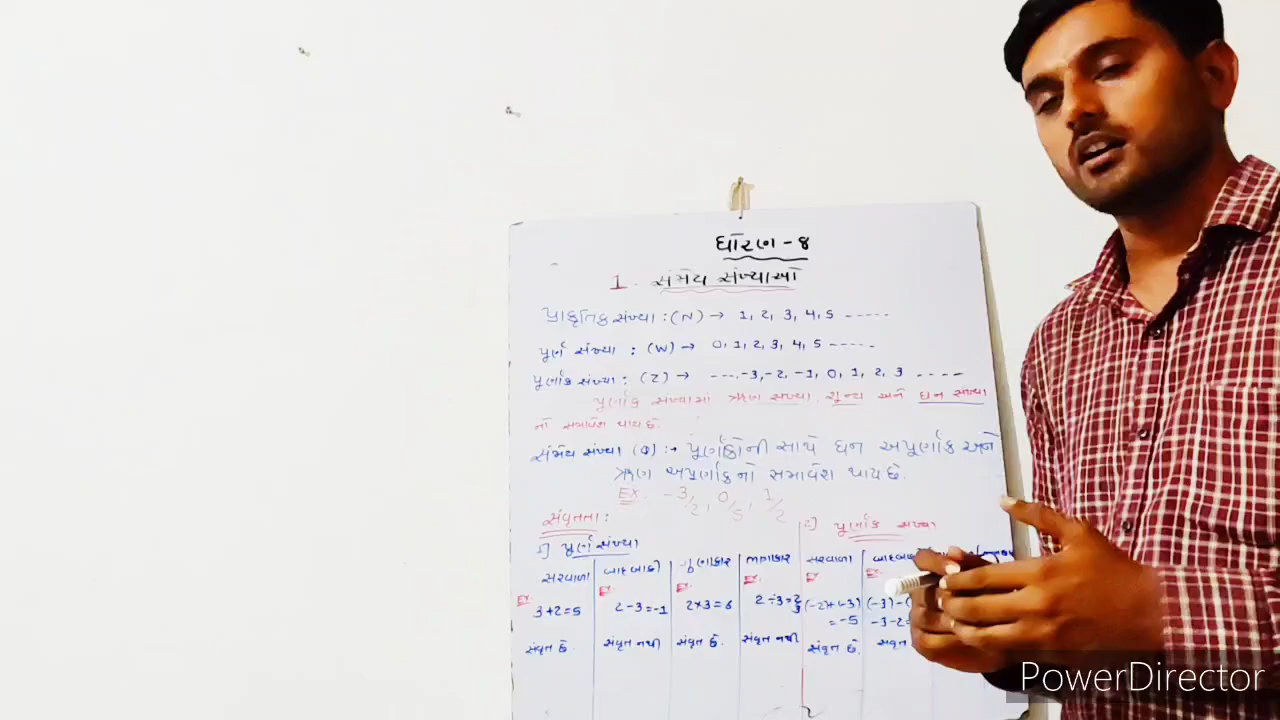 ધોરણ - ૪
1. સંમેય સંખ્યાઓ
પ્રાકૃતિક સંખ્યા : (N) → 1, 2, 3, 4, 5 -----
પૂર્ણ સંખ્યા : (W) → 0, 1, 2, 3, 4, 5 -----
પૂર્ણાંક સંખ્યા : (Z) → ---.-3, -2, -1, 0, 1, 2, 3 -----
પૂર્ણાંક સંખ્યામાં ઋણ સંખ્યા, શૂન્ય અને ધન સંખ્યા
નો સમાવેશ થાય છે.
સંમેય સંખ્યા (Q) :→ પૂર્ણાંકોની સાથે ધન અપૂર્ણાંક અને
ઋણ અપૂર્ણાંકનો સમાવેશ થાય છે.
Ex. -3/2, 0/5, 1/2
સંવૃતતા :
1) પૂર્ણ સંખ્યા
2) પૂર્ણાંક સંખ્યા
સરવાળા બાદબાકી ગુણાકાર ભાગાકાર સરવાળા
Ex. Ex. Ex. Ex. Ex. Ex.
3+2=5 2-3=-1 2×3=6 2÷3=2/3 (-2)+(-3) (-3)-(
= -5 -3-2=
સંવૃત છે. સંવૃત નથી સંવૃત છે. સંવૃત નથી સંવૃત છે.
PowerDirector